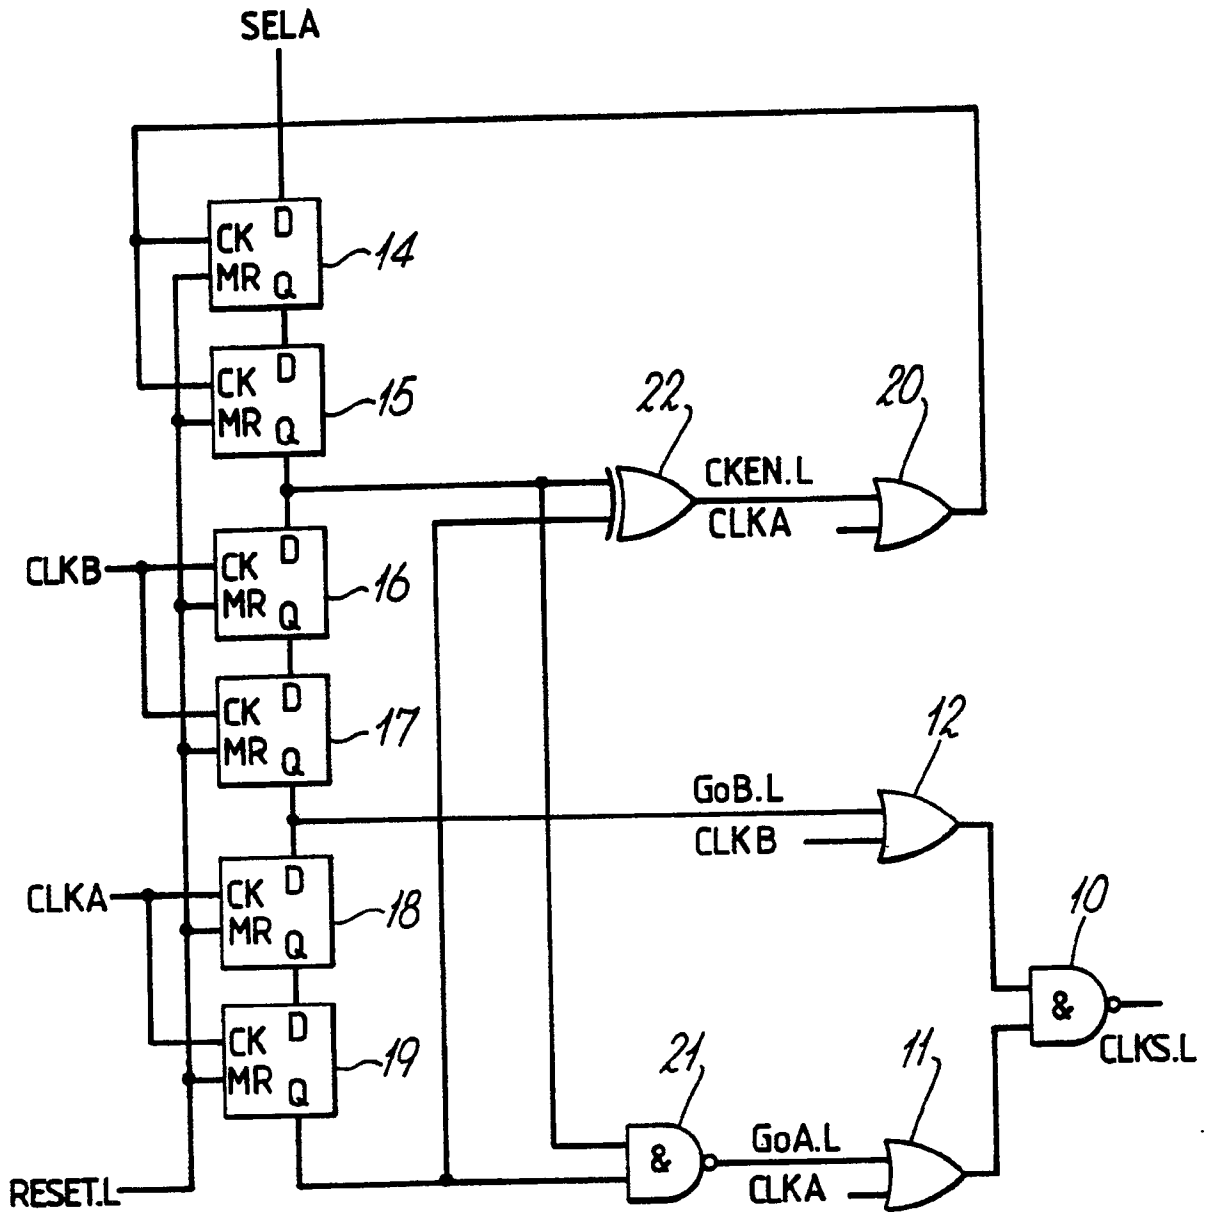 SELA
D
CK
MR Q
14
D
CK
MR Q
15
22
20
CKEN.L
CLKA
CLKB
D
CK
MR Q
16
D
CK
MR Q
17
12
GoB.L
CLKB
CLKA
D
CK
MR Q
18
10
&
CLKS.L
D
CK
MR Q
19
21
11
&
GoA.L
CLKA
RESET.L